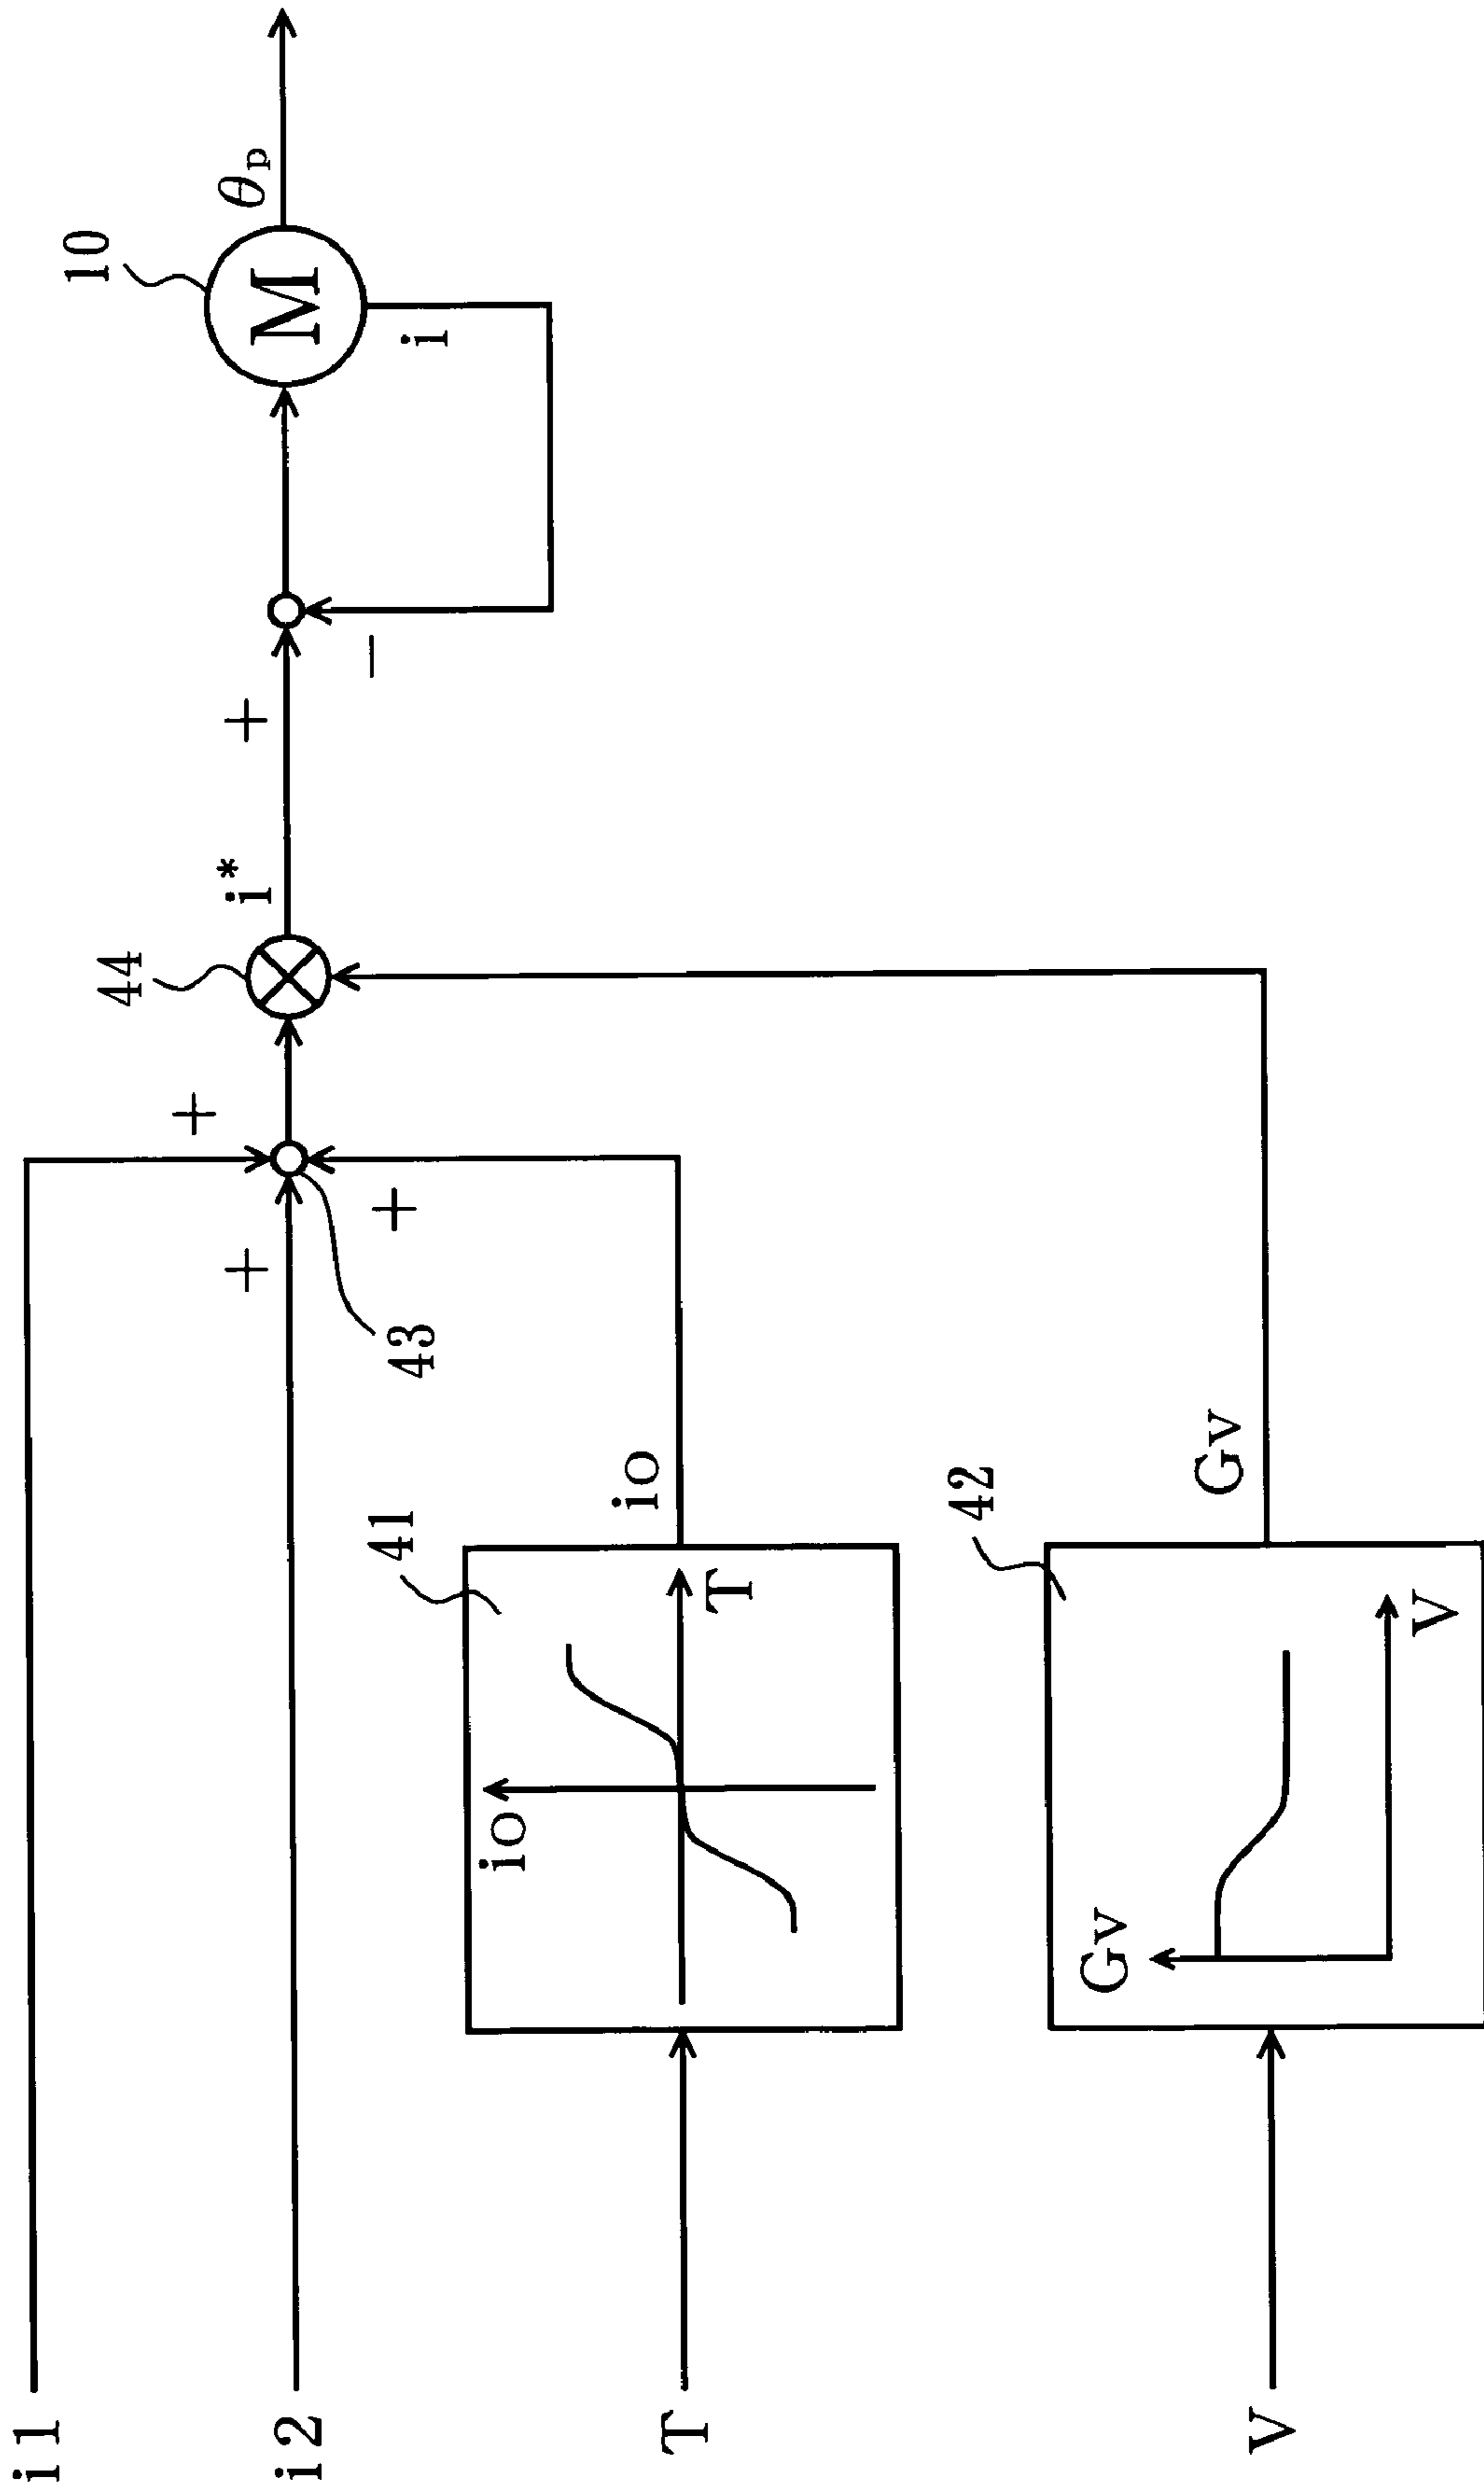 i1
i2
T
V
41
io
T
io
42
Gv
V
Gv
43
+
+
+
44
i*
+
−
10
M
i
θp